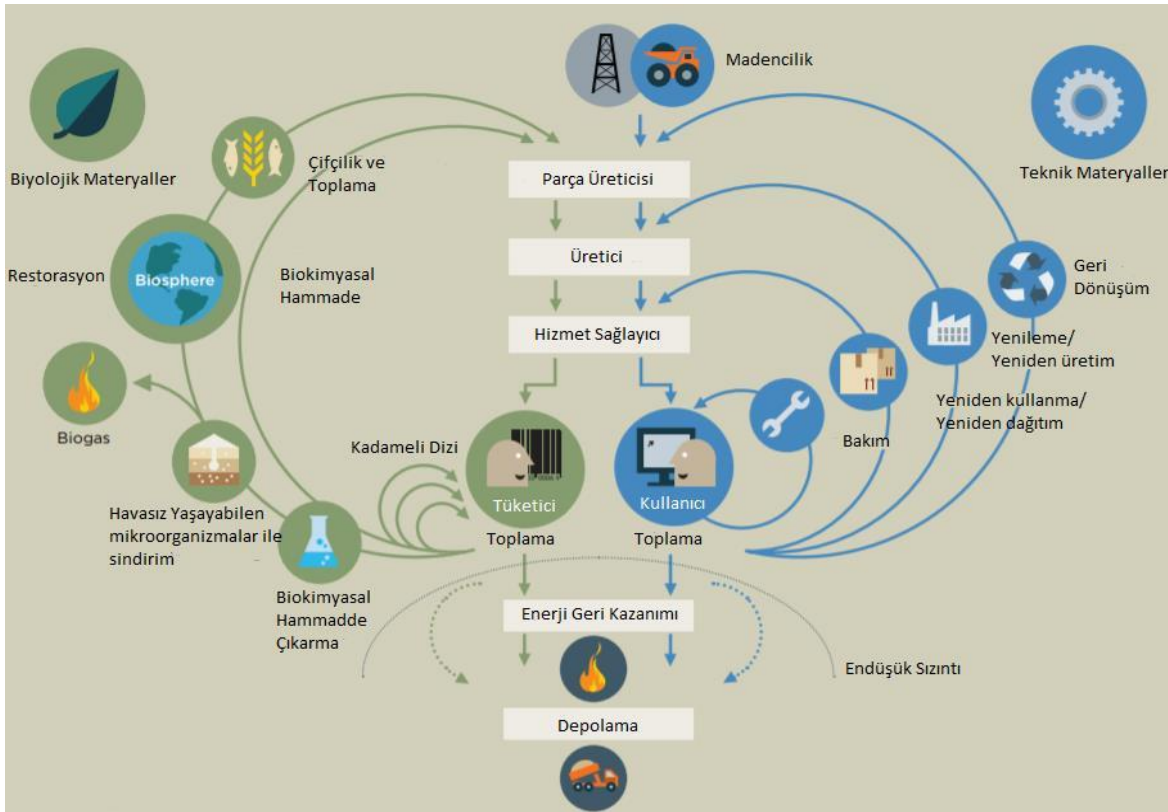 Madencilik
Biyolojik Materyaller
Çifçilik ve
Toplama
Teknik Materyaller
Parça Üreticisi
Restorasyon
Biosphere
Biokimyasal
Hammade
Üretici
Geri
Dönüşüm
Hizmet Sağlayıcı
Yenileme/
Yeniden üretim
Yeniden kullanma/
Yeniden dağıtım
Biogas
Kadameli Dizi
Bakım
Tüketici
Kullanıcı
Havasız Yaşayabilen
mikroorganizmalar ile
sindirim
Toplama
Toplama
Biokimyasal
Hammadde
Çıkarma
Enerji Geri Kazanımı
Endüşük Sızıntı
Depolama